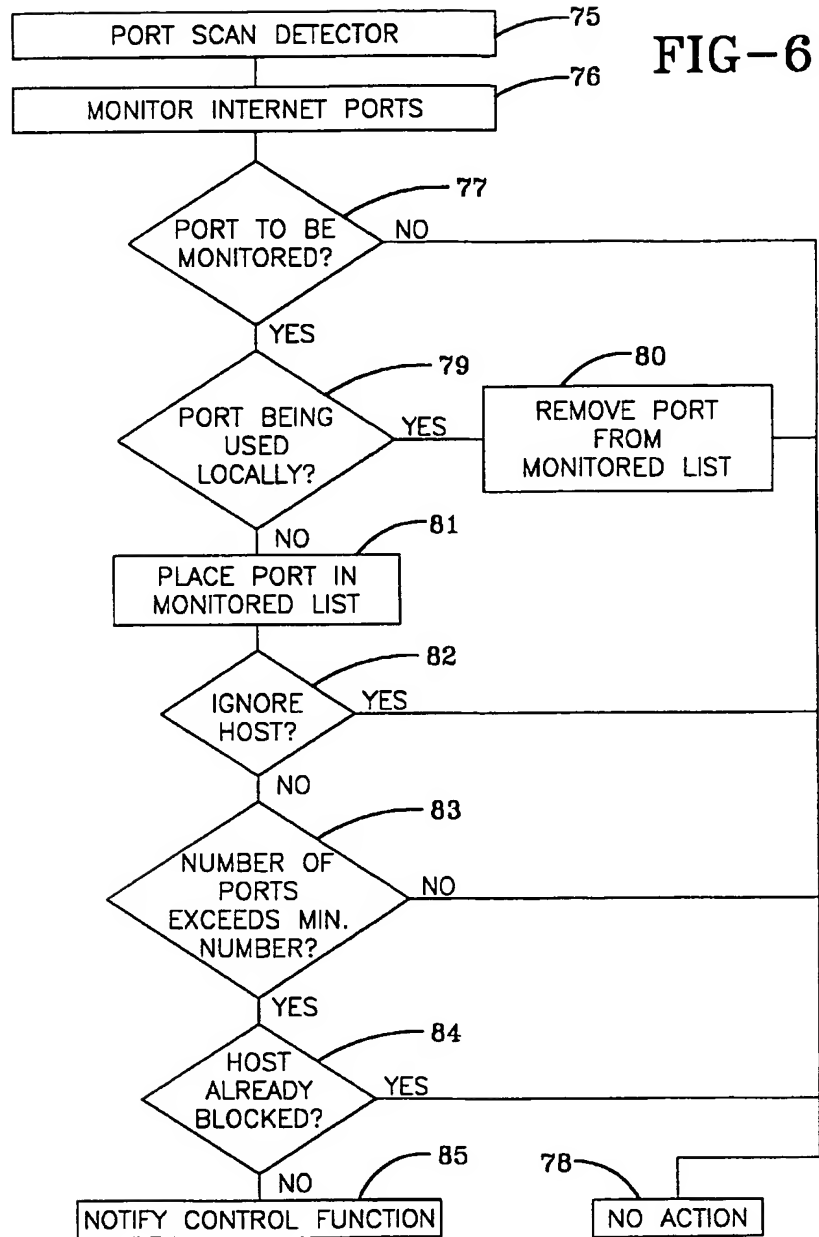 FIG-6
PORT SCAN DETECTOR
75
MONITOR INTERNET PORTS
76
PORT TO BE
MONITORED?
77
NO
YES
PORT BEING
USED
LOCALLY?
79
YES
REMOVE PORT
FROM
MONITORED LIST
80
NO
PLACE PORT IN
MONITORED LIST
81
IGNORE
HOST?
82
YES
NO
NUMBER OF
PORTS
EXCEEDS MIN.
NUMBER?
83
NO
YES
HOST
ALREADY
BLOCKED?
84
YES
NO
NOTIFY CONTROL FUNCTION
85
NO ACTION
78